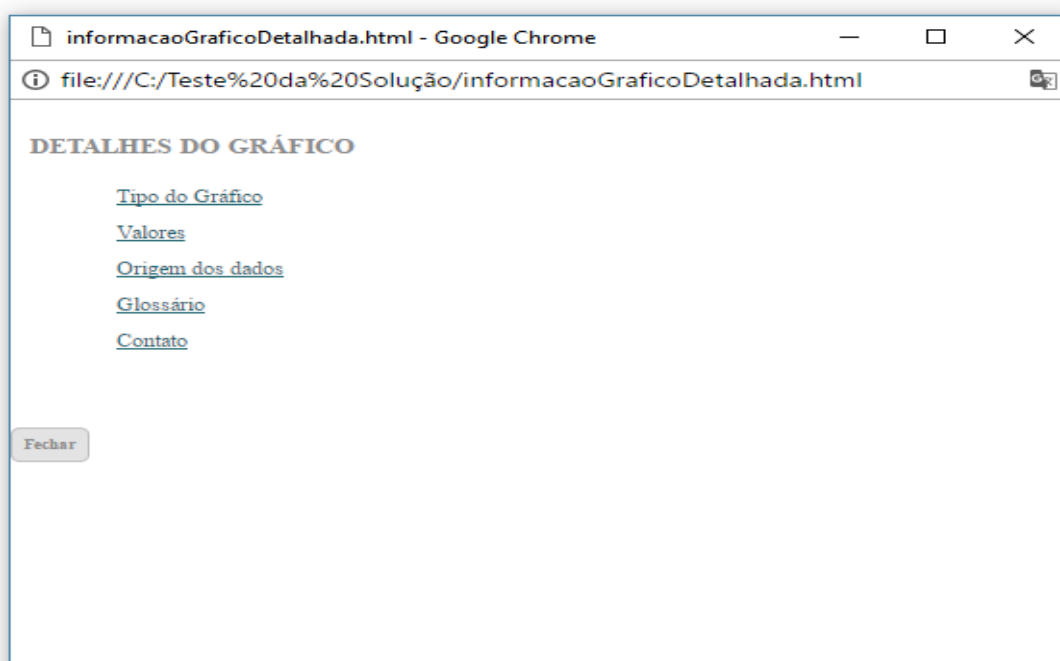 informacaoGraficoDetalhada.html - Google Chrome
file:///C:/Teste%20da%20Solução/informacaoGraficoDetalhada.html
DETALHES DO GRÁFICO
Tipo do Gráfico
Valores
Origem dos dados
Glossário
Contato
Fechar